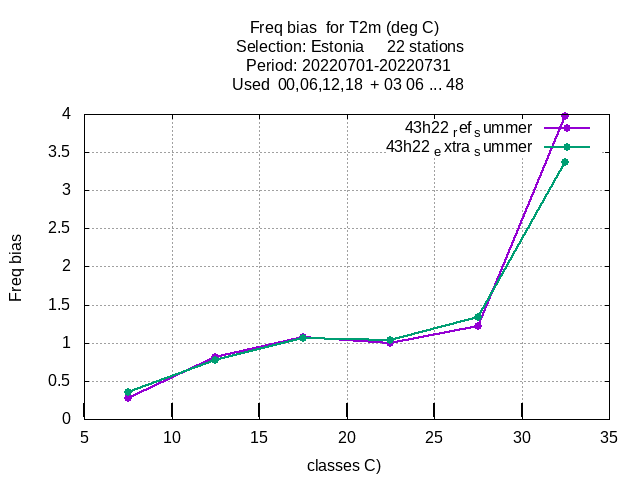 Freq bias  for T2m (deg C)
Selection: Estonia     22 stations
Period: 20220701-20220731
Used  00,06,12,18  + 03 06 ... 48
43h22 ref summer
43h22 extra summer
4
3.5
3
2.5
2
1.5
1
0.5
0
Freq bias
5 10 15 20 25 30 35
classes C)